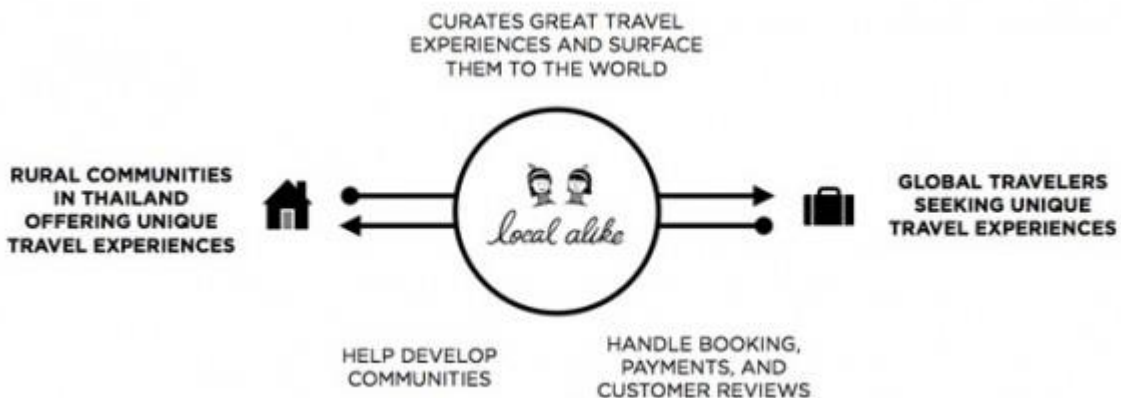 CURATES GREAT TRAVEL
EXPERIENCES AND SURFACE
THEM TO THE WORLD
RURAL COMMUNITIES
IN THAILAND
OFFERING UNIQUE
TRAVEL EXPERIENCES
local alike
GLOBAL TRAVELERS
SEEKING UNIQUE
TRAVEL EXPERIENCES
HELP DEVELOP
COMMUNITIES
HANDLE BOOKING,
PAYMENTS, AND
CUSTOMER REVIEWS